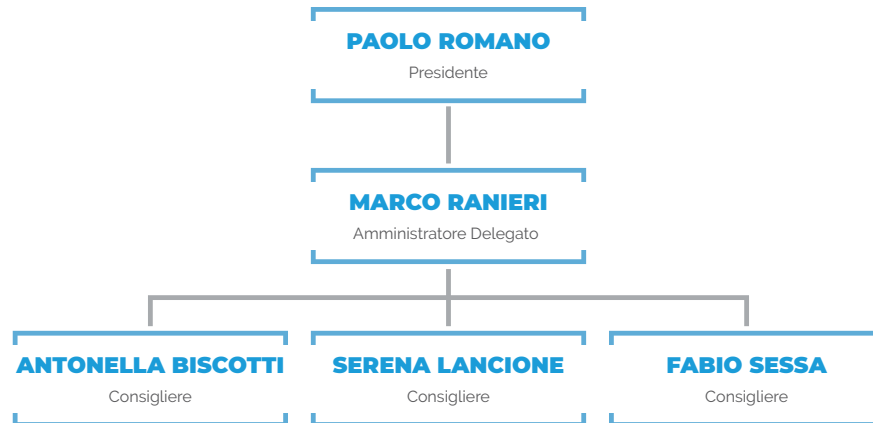 PAOLO ROMANO
Presidente
MARCO RANIERI
Amministratore Delegato
ANTONELLA BISCOTTI
Consigliere
SERENA LANCIONE
Consigliere
FABIO SESSA
Consigliere